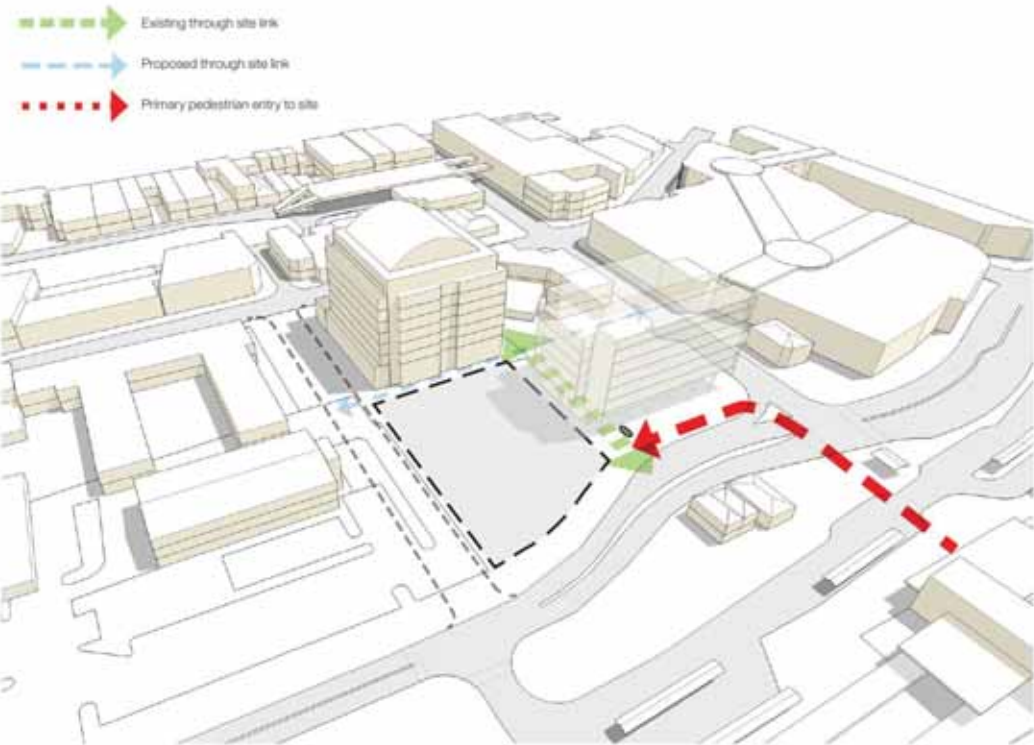 Existing through site link
Proposed through site link
Primary pedestrian entry to site